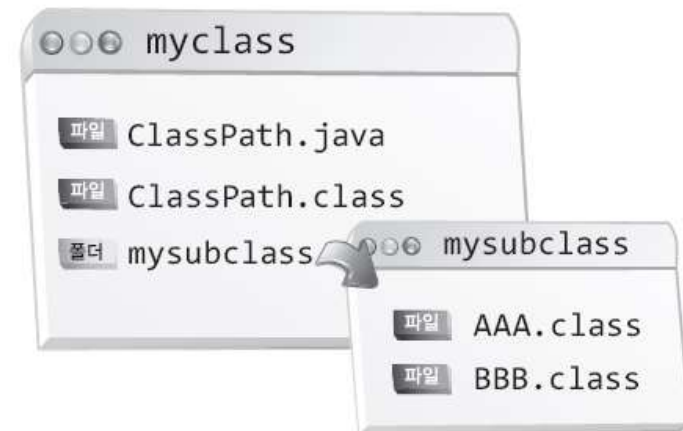 myclass
파일 ClassPath.java
파일 ClassPath.class
폴더 mysubclass
mysubclass
파일 AAA.class
파일 BBB.class